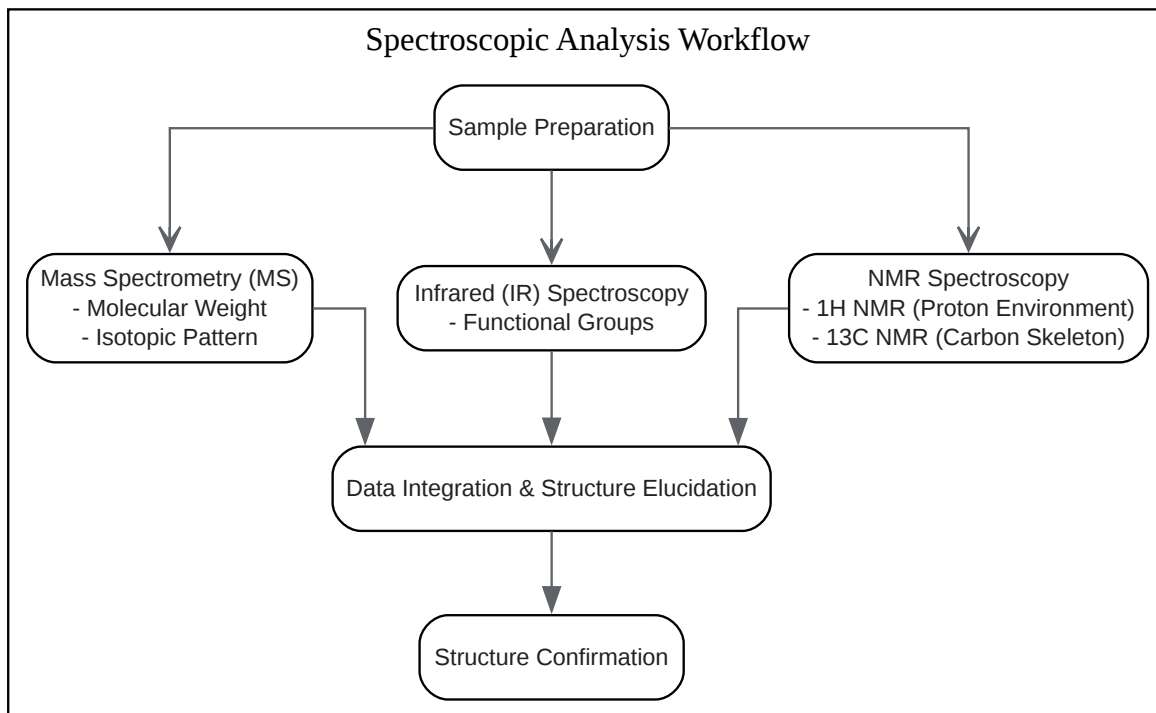 Spectroscopic Analysis Workflow
Sample Preparation
Mass Spectrometry (MS)
- Molecular Weight
- Isotopic Pattern
Infrared (IR) Spectroscopy
- Functional Groups
NMR Spectroscopy
- 1H NMR (Proton Environment)
- 13C NMR (Carbon Skeleton)
Data Integration & Structure Elucidation
Structure Confirmation